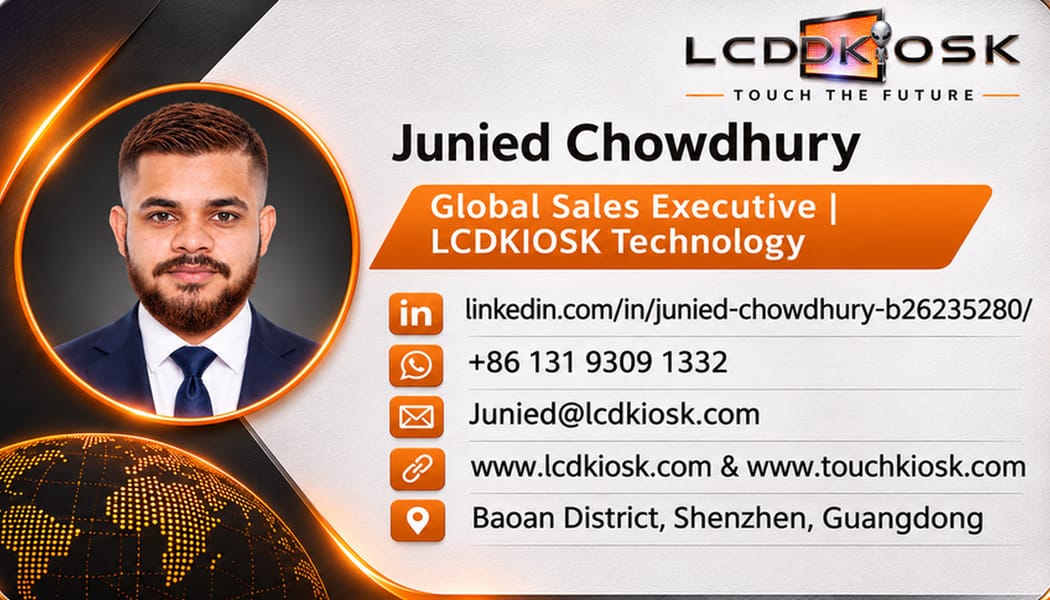 LCDKIOSK
TOUCH THE FUTURE
Junied Chowdhury
Global Sales Executive |
LCDKIOSK Technology
in
linkedin.com/in/junied-chowdhury-b26235280/
+86 131 9309 1332
Junied@lcdkiosk.com
www.lcdkiosk.com & www.touchkiosk.com
Baoan District, Shenzhen, Guangdong